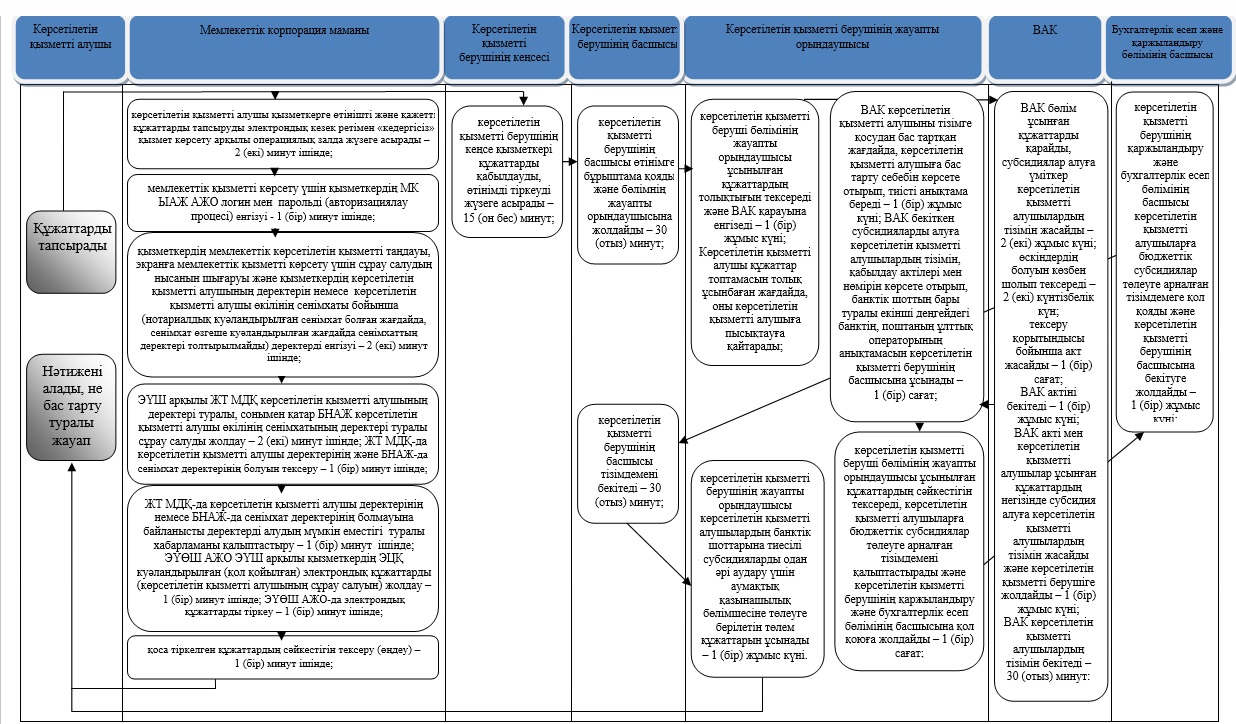 Көрсетілетін
қызметті алушы
Мемлекеттік корпорация маманы
Көрсетілетін
қызметті
берушінің кеңсесі
Көрсетілетін қызмет
берушінің басшысы
Көрсетілетін қызметті берушінің жауапты
орындаушысы
ВАК
Бухгалтерлік есеп және
қаржыландыру
бөлімінің басшысы
Құжаттарды
тапсырады
Нәтижені
алады, не
бас тарту
туралы
жауап
көрсетілетін қызметті алушы қызметкерге өтінішті және қажетті
құжаттарды тапсыруды электрондық кезек ретімен «кедергісіз»
қызмет көрсету арқылы операциялық залда жүзеге асырады –
2 (екі) минут ішінде;
мемлекеттік қызметті көрсету үшін қызметкердің МК
ЫАЖ АЖО логин мен парольді (авторизациялау
процесі) енгізуі - 1 (бір) минут ішінде;
қызметкердің мемлекеттік көрсетілетін қызметті таңдауы,
экранға мемлекеттік қызметті көрсету үшін сұрау салудың
нысанын шығаруы және қызметкердің көрсетілетін
қызметті алушының деректерін немесе көрсетілетін
қызметті алушы өкілінің сенімхаты бойынша
(нотариалдық куәландырылған сенімхат болған жағдайда,
сенімхат өзгеше куәландырылған жағдайда сенімхаттың
деректері толтырылмайды) деректерді енгізуі – 2 (екі) минут
ішінде;
ЭҮШ арқылы ЖТ МДҚ көрсетілетін қызметті алушының
деректері туралы, сонымен қатар БНАЖ көрсетілетін
қызметті алушы өкілінің сенімхатының деректері туралы
сұрау салуды жолдау – 2 (екі) минут ішінде; ЖТ МДҚ-да
көрсетілетін қызметті алушы деректерінің және БНАЖ-да
сенімхат деректерінің болуын тексеру – 1 (бір) минут ішінде;
ЖТ МДҚ-да көрсетілетін қызметті алушы деректерінің
немесе БНАЖ-да сенімхат деректерінің болмауына
байланысты деректерді алудың мүмкін еместігі туралы
хабарламаны қалыптастыру – 1 (бір) минут ішінде;
ЭҮӨШ АЖО ЭҮШ арқылы қызметкердің ЭЦҚ
куәландырылған (қол қойылған) электрондық құжаттарды
(көрсетілетін қызметті алушының сұрау салуын) жолдау –
1 (бір) минут ішінде; ЭҮӨШ АЖО-да электрондық
құжаттарды тіркеу – 1 (бір) минут ішінде;
қоса тіркелген құжаттардың сәйкестігін тексеру (өңдеу) –
1 (бір) минут ішінде;
көрсетілетін
қызметті берушінің
кеңсе қызметкері
құжаттарды
қабылдауды,
өтінімді тіркеуді
жүзеге асырады –
15 (он бес) минут;
көрсетілетін
қызметті
берушінің
басшысы өтінімге
бұрыштама қояды
және бөлімнің
жауапты
орындаушысына
жолдайды – 30
(отыз) минут;
көрсетілетін
қызметті
берушінің
басшысы
тізімдемені
бекітеді – 30
(отыз) минут;
көрсетілетін қызметті
беруші бөлімінің
жауапты
орындаушысы
ұсынылған
құжаттардың
толықтығын тексереді
және ВАК қарауына
енгізеді – 1 (бір)
жұмыс күні;
Көрсетілетін қызметті
алушы құжаттар
топтамасын толық
ұсынбаған жағдайда,
оны көрсетілетін
қызметті алушыға
пысықтауға
қайтарады;
көрсетілетін қызметті
берушінің жауапты
орындаушысы
көрсетілетін қызметті
алушылардың банктік
шоттарына тиесілі
субсидияларды одан
әрі аудару үшін
аумақтық
қазынашылық
бөлімшесіне төлеуге
берілетін төлем
құжаттарын ұсынады
– 1 (бір) жұмыс күні.
ВАК көрсетілетін
қызметті алушыны тізімге
қосудан бас тартқан
жағдайда, көрсетілетін
қызметті алушыға бас
тарту себебін көрсете
отырып, тиісті анықтама
береді – 1 (бір) жұмыс
күні; ВАК бекіткен
субсидияларды алуға
көрсетілетін қызметті
алушылардың тізімін,
қабылдау актілері мен
нөмірін көрсете отырып,
банктік шоттың бары
туралы екінші деңгейдегі
банктің, поштаның ұлттық
операторының
анықтамасын көрсетілетін
қызметті берушінің
басшысына ұсынады –
1 (бір) сағат;
көрсетілетін қызметті
беруші бөлімінің жауапты
орындаушысы ұсынылған
құжаттардың сәйкестігін
тексереді, көрсетілетін
қызметті алушыларға
бюджеттік субсидиялар
төлеуге арналған
тізімдемені
қалыптастырады және
көрсетілетін қызметті
берушінің қаржыландыру
және бухгалтерлік есеп
бөлімінің басшысына қол
қоюға жолдайды – 1 (бір)
сағат;
ВАК бөлім
ұсынған
құжаттарды
қарайды,
субсидиялар алуға
үміткер
көрсетілетін
қызметті
алушылардың
тізімін жасайды –
2 (екі) жұмыс күні;
өскіндердің
болуын көзбен
шолып тексереді –
2 (екі) күнтізбелік
күн;
тексеру
қорытындысы
бойынша акт
жасайды – 1 (бір)
сағат;
ВАК актіні
бекітеді – 1 (бір)
жұмыс күні;
ВАК акті мен
көрсетілетін
қызметті
алушылар ұсынған
құжаттардың
негізінде субсидия
алуға көрсетілетін
қызметті
алушылардың
тізімін жасайды
және көрсетілетін
қызметті берушіге
жолдайды – 1 (бір)
жұмыс күні;
ВАК көрсетілетін
қызметті
алушылардың
тізімін бекітеді –
30 (отыз) минут;
көрсетілетін
қызметті
берушінің
қаржыландыру
және
бухгалтерлік есеп
бөлімінің
басшысы
көрсетілетін
қызметті
алушыларға
бюджеттік
субсидиялар
төлеуге арналған
тізімдемеге қол
қояды және
көрсетілетін
қызметті
берушінің
басшысына
бекітуге
жолдайды –
1 (бір) жұмыс
күні;